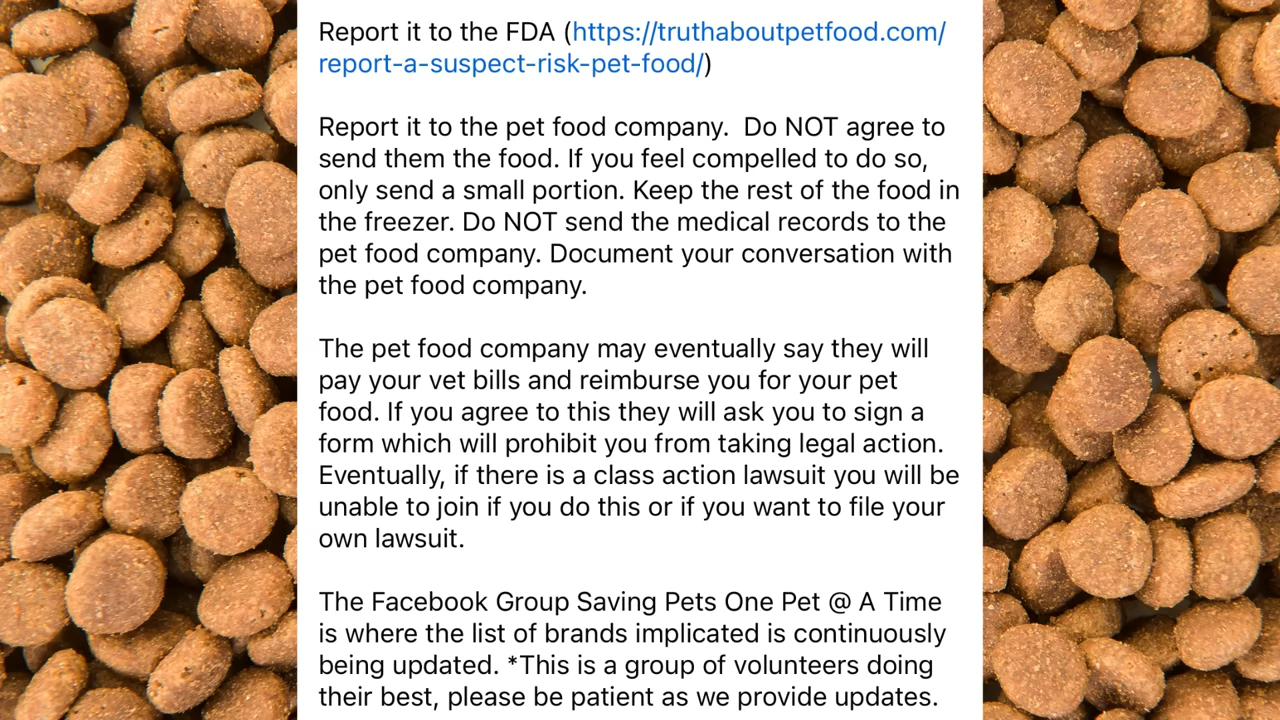 Report it to the FDA (https://truthaboutpetfood.com/
report-a-suspect-risk-pet-food/)
Report it to the pet food company.  Do NOT agree to
send them the food. If you feel compelled to do so,
only send a small portion. Keep the rest of the food in
the freezer. Do NOT send the medical records to the
pet food company. Document your conversation with
the pet food company.
The pet food company may eventually say they will
pay your vet bills and reimburse you for your pet
food. If you agree to this they will ask you to sign a
form which will prohibit you from taking legal action.
Eventually, if there is a class action lawsuit you will be
unable to join if you do this or if you want to file your
own lawsuit.
The Facebook Group Saving Pets One Pet @ A Time
is where the list of brands implicated is continuously
being updated. *This is a group of volunteers doing
their best, please be patient as we provide updates.